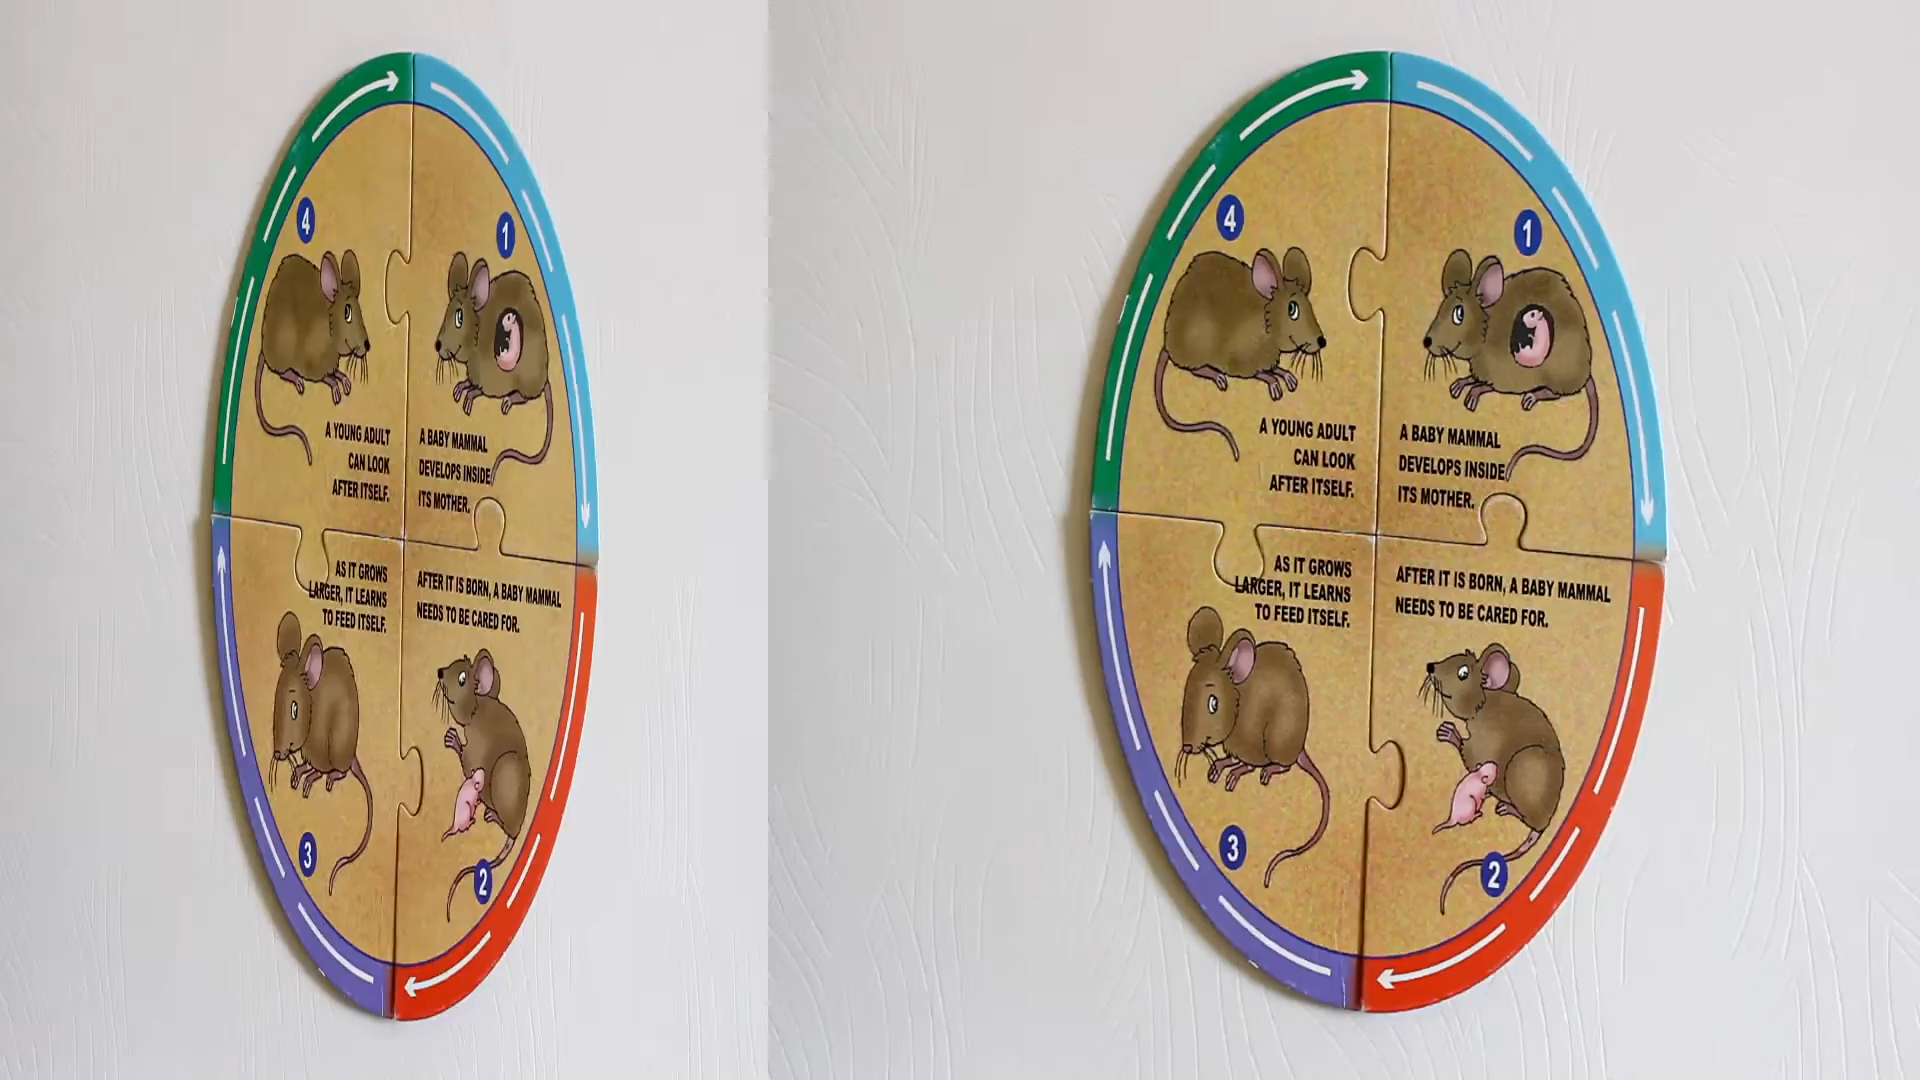 4
1
A YOUNG ADULT
CAN LOOK
AFTER ITSELF.
A BABY MAMMAL
DEVELOPS INSIDE
ITS MOTHER.
AS IT GROWS
LARGER, IT LEARNS
TO FEED ITSELF.
AFTER IT IS BORN, A BABY MAMMAL
NEEDS TO BE CARED FOR.
3
2
4
1
A YOUNG ADULT
CAN LOOK
AFTER ITSELF.
A BABY MAMMAL
DEVELOPS INSIDE
ITS MOTHER.
AS IT GROWS
LARGER, IT LEARNS
TO FEED ITSELF.
AFTER IT IS BORN, A BABY MAMMAL
NEEDS TO BE CARED FOR.
3
2